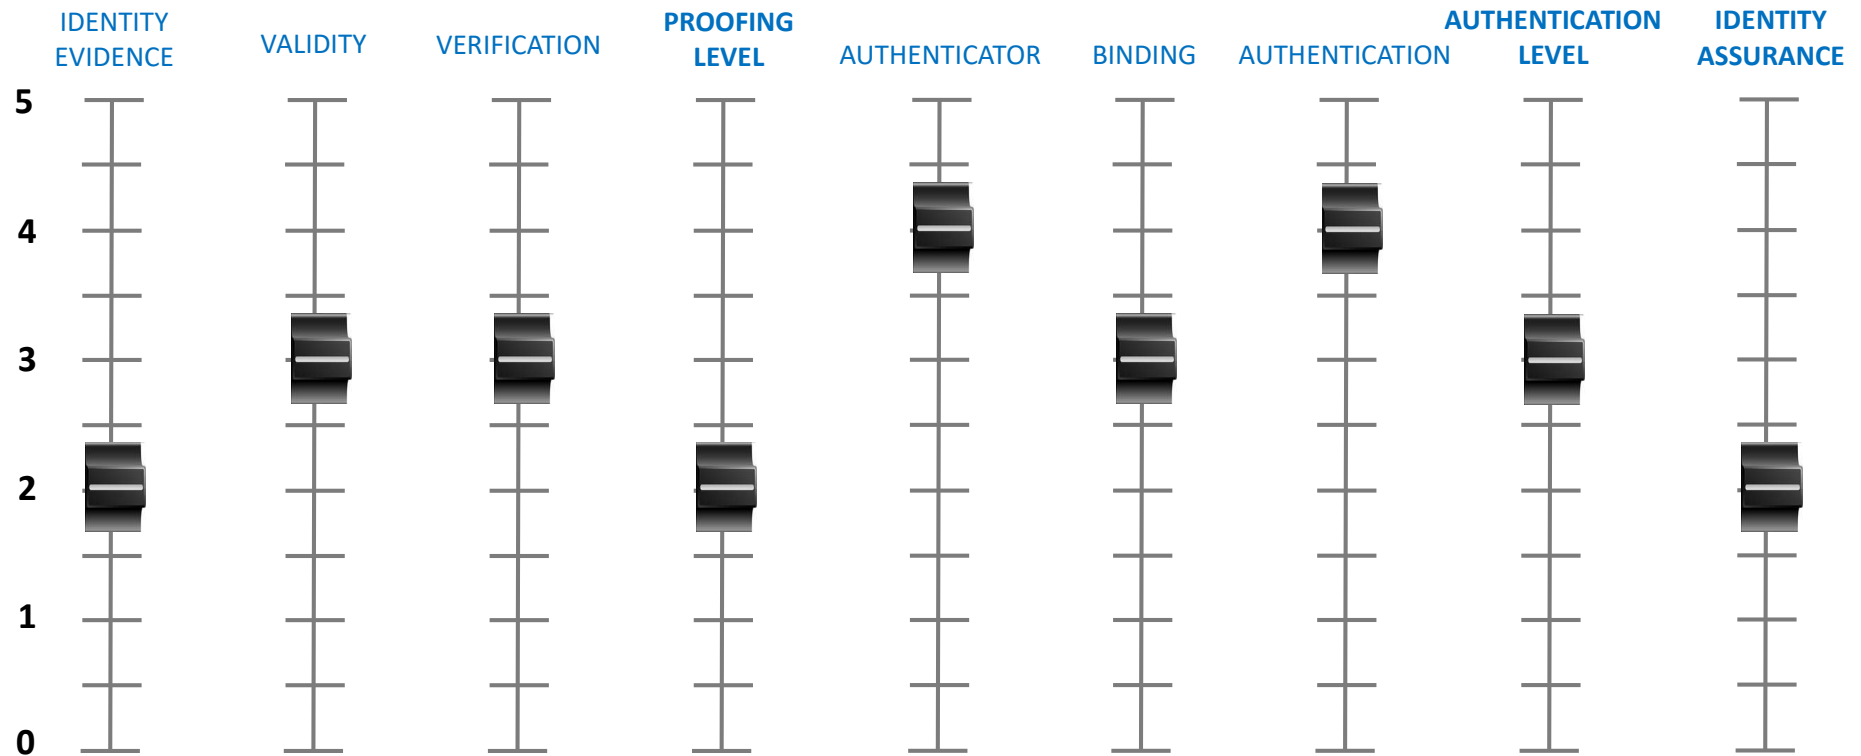 IDENTITY
EVIDENCE
VALIDITY
VERIFICATION
PROOFING
LEVEL
AUTHENTICATOR
BINDING
AUTHENTICATION
AUTHENTICATION
LEVEL
IDENTITY
ASSURANCE
5
4
3
2
1
0